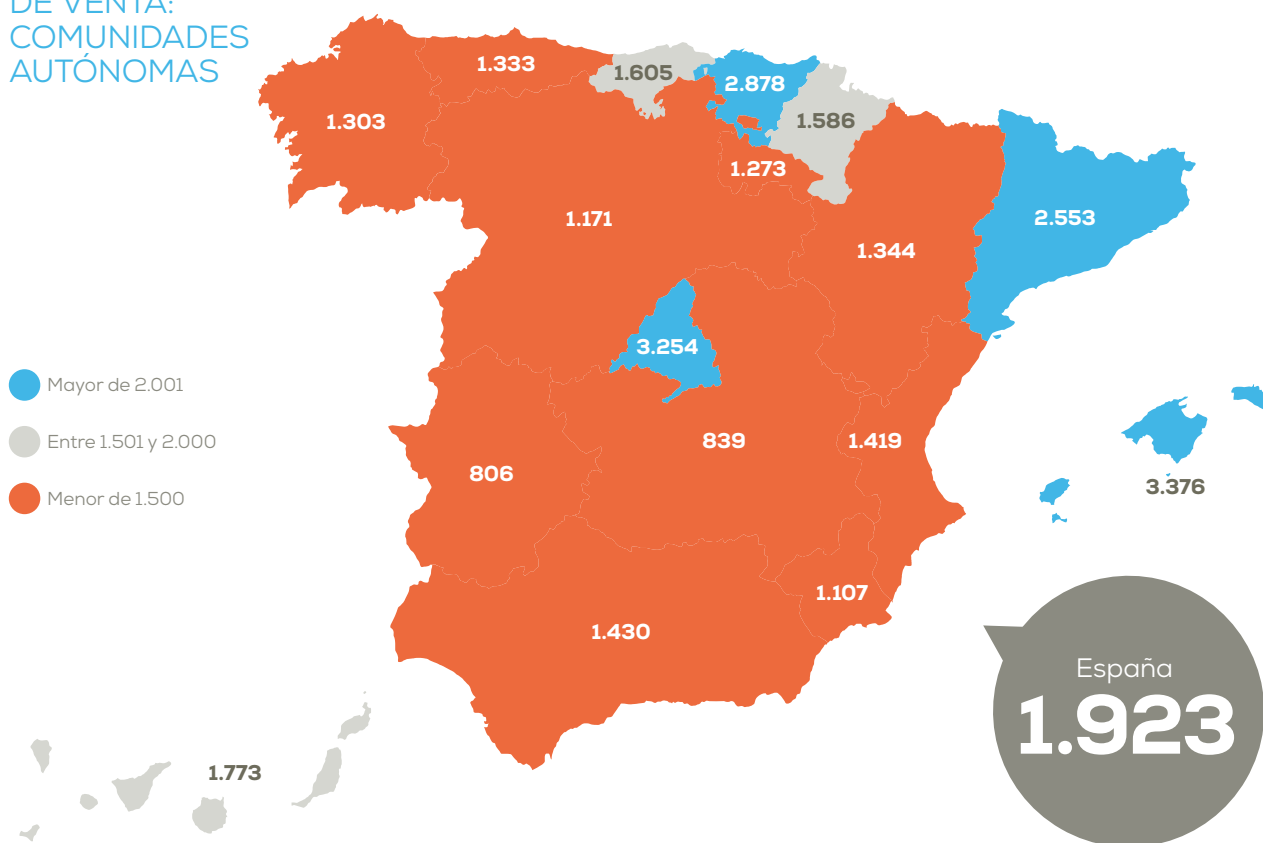 DE VENTA:
COMUNIDADES
AUTÓNOMAS
1.333
1.605
2.878
1.303
1.586
1.273
1.171
2.553
1.344
3.254
Mayor de 2.001
Entre 1.501 y 2.000
Menor de 1.500
839
1.419
806
3.376
1.107
1.430
España
1.923
1.773